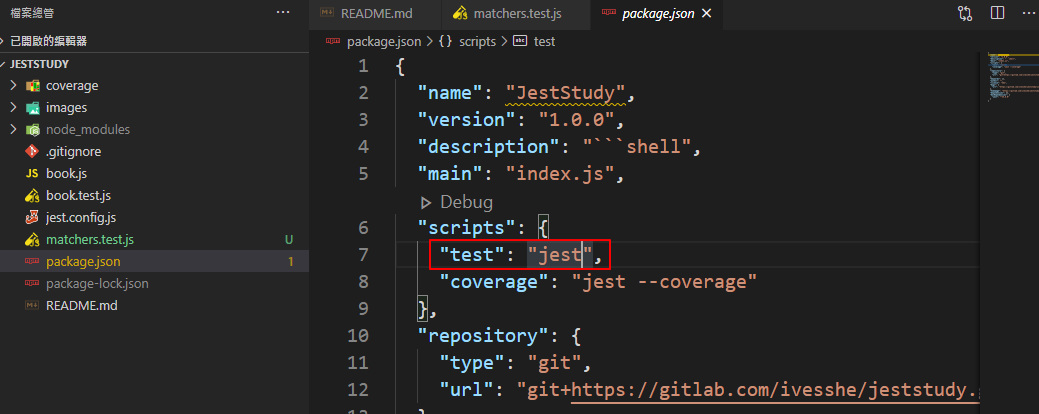 檔案總管
···
已開啟的編輯器
JESTSTUDY
coverage
images
node_modules
.gitignore
book.js
book.test.js
jest.config.js
matchers.test.js U
package.json 1
package-lock.json
README.md
README.md matchers.test.js package.json
package.json > {} scripts > abc test
1 {
2 "name": "JestStudy",
3 "version": "1.0.0",
4 "description": "```shell",
5 "main": "index.js",
Debug
6 "scripts": {
7 "test": "jest",
8 "coverage": "jest --coverage"
9 },
10 "repository": {
11 "type": "git",
12 "url": "git+https://gitlab.com/ivesshe/jeststudy.